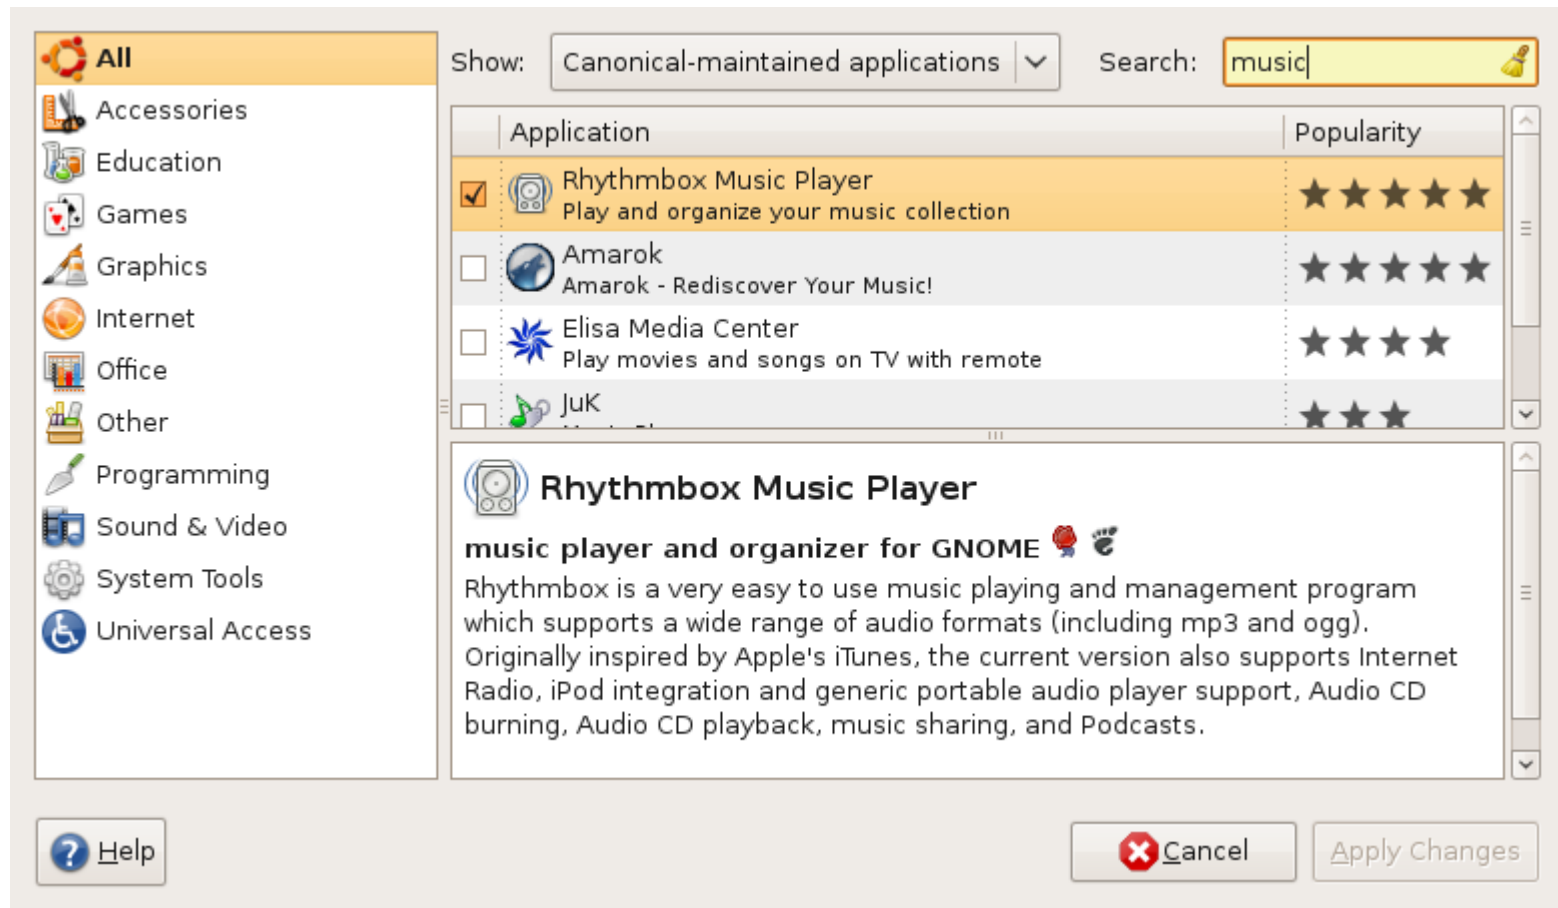 All
Accessories
Education
Games
Graphics
Internet
Office
Other
Programming
Sound & Video
System Tools
Universal Access
Show: Canonical-maintained applications Search: music
Application Popularity
Rhythmbox Music Player
Play and organize your music collection
Amarok
Amarok - Rediscover Your Music!
Elisa Media Center
Play movies and songs on TV with remote
JuK
Rhythmbox Music Player
music player and organizer for GNOME
Rhythmbox is a very easy to use music playing and management program
which supports a wide range of audio formats (including mp3 and ogg).
Originally inspired by Apple's iTunes, the current version also supports Internet
Radio, iPod integration and generic portable audio player support, Audio CD
burning, Audio CD playback, music sharing, and Podcasts.
Help Cancel Apply Changes